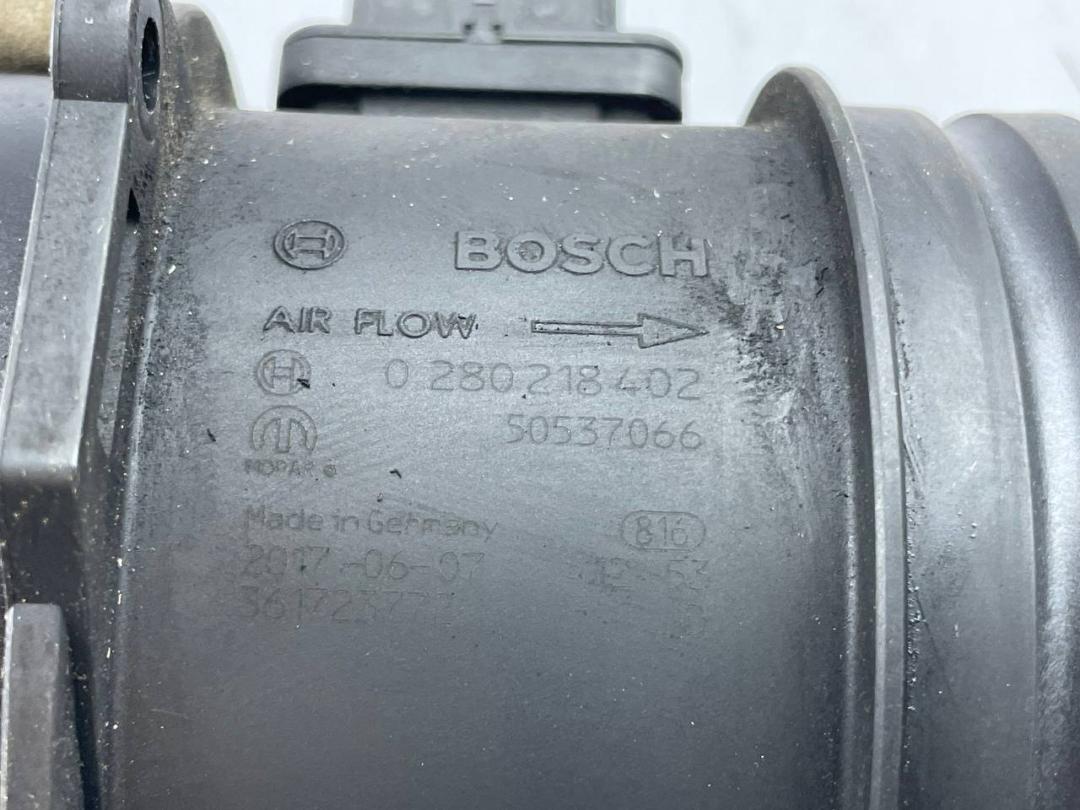 BOSCH
AIR FLOW
0 280 218 402
50537066
MOPAR ®
Made in Germany
816
2017-06-07